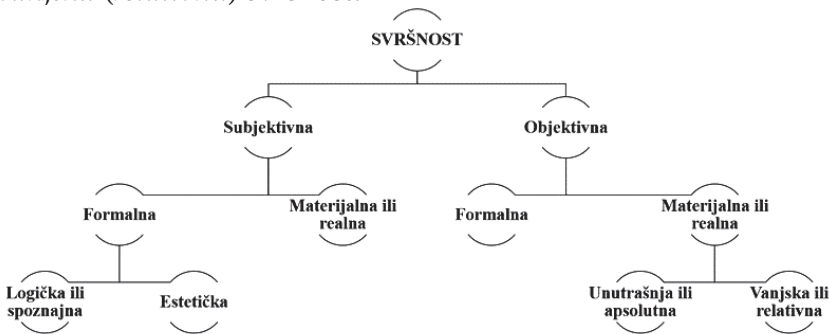 SVRŠNOST
Subjektivna
Objektivna
Formalna
Materijalna ili
realna
Formalna
Materijalna ili
realna
Logička ili
spoznajna
Estetička
Unutrašnja ili
apsolutna
Vanjska ili
relativna